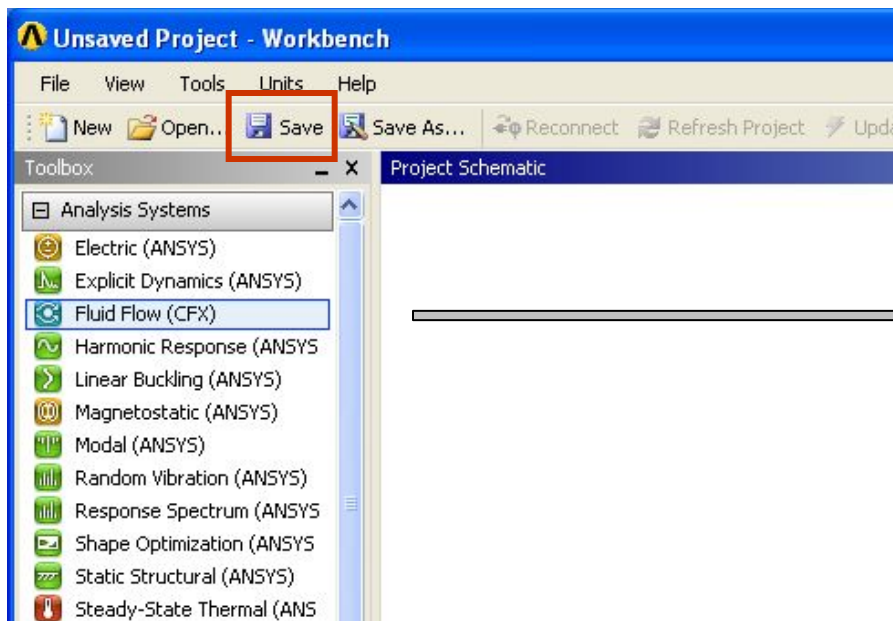 Unsaved Project - Workbench
File View Tools Units Help
New Open... Save Save As... Reconnect Refresh Project Upda
Toolbox Project Schematic
Analysis Systems
Electric (ANSYS)
Explicit Dynamics (ANSYS)
Fluid Flow (CFX)
Harmonic Response (ANSYS
Linear Buckling (ANSYS)
Magnetostatic (ANSYS)
Modal (ANSYS)
Random Vibration (ANSYS)
Response Spectrum (ANSYS
Shape Optimization (ANSYS
Static Structural (ANSYS)
Steady-State Thermal (ANS